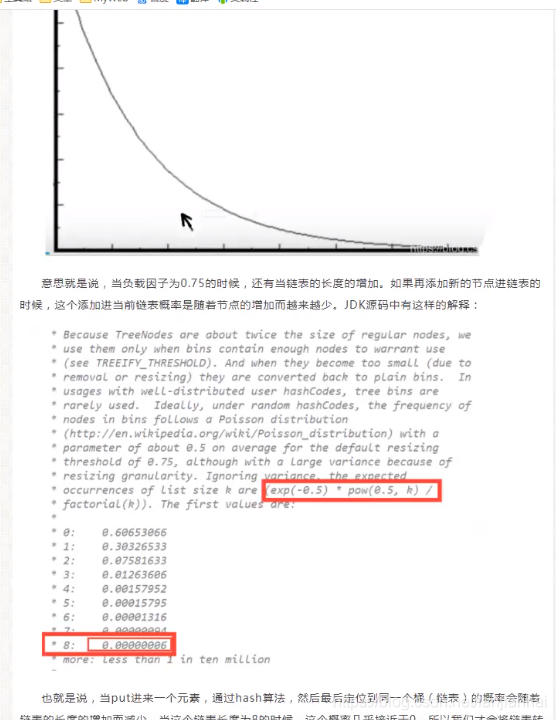 https://blog.cs
意思就是说，当负载因子为0.75的时候，还有当链表的长度的增加。如果再添加新的节点进链表的
时候，这个添加进当前链表概率是随着节点的增加而越来越少。JDK源码中有这样的解释：
* Because TreeNodes are about twice the size of regular nodes, we
* use them only when bins contain enough nodes to warrant use
* (see TREEIFY_THRESHOLD). And when they become too small (due to
* removal or resizing) they are converted back to plain bins. In
* usages with well-distributed user hashCodes, tree bins are
* rarely used. Ideally, under random hashCodes, the frequency of
* nodes in bins follows a Poisson distribution
* (http://en.wikipedia.org/wiki/Poisson_distribution) with a
* parameter of about 0.5 on average for the default resizing
* threshold of 0.75, although with a large variance because of
* resizing granularity. Ignoring variance, the expected
* occurrences of list size k are (exp(-0.5) * pow(0.5, k) /
* factorial(k)). The first values are:
*
* 0: 0.60653066
* 1: 0.30326533
* 2: 0.07581633
* 3: 0.01263606
* 4: 0.00157952
* 5: 0.00015795
* 6: 0.00001316
* 7: 0.00000094
* 8: 0.00000006
* more: less than 1 in ten million
也就是说，当put进来一个元素，通过hash算法，然后最后定位到同一个桶（链表）的概率会随着
链表的长度的增加而减少，当这个链表长度为8的时候，这个概率几乎接近于0，所以我们才会将链表转